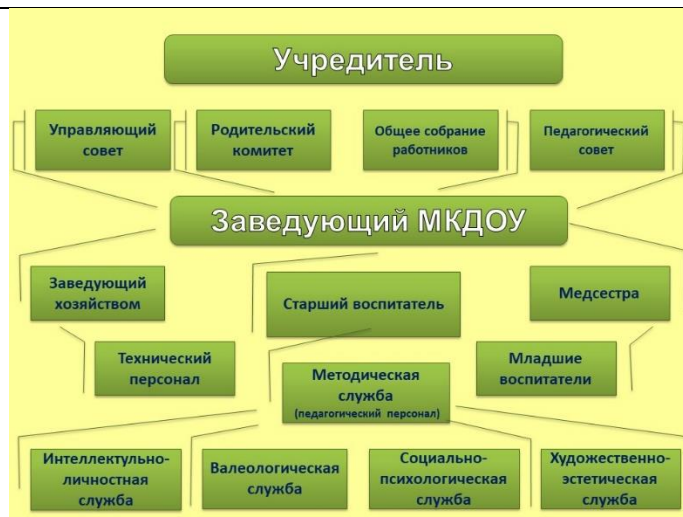 Учредитель
Управляющий
совет
Родительский
комитет
Общее собрание
работников
Педагогический
совет
Заведующий МКДОУ
Заведующий
хозяйством
Старший воспитатель
Медсестра
Технический
персонал
Методическая
служба
(педагогический персонал)
Младшие
воспитатели
Интеллектульно-
личностная
служба
Валеологическая
служба
Социально-
психологическая
служба
Художественно-
эстетическая
служба